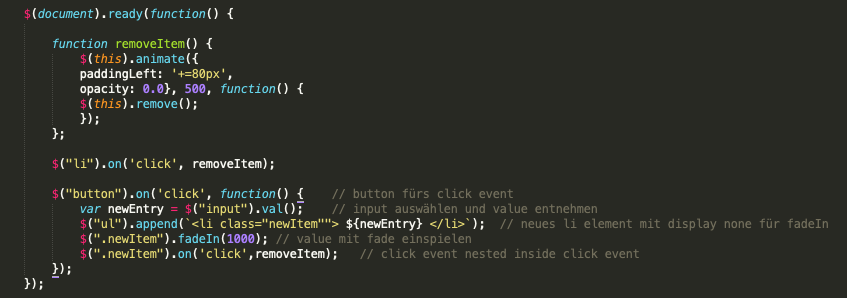 $(document).ready(function() {
function removeItem() {
$(this).animate({
paddingLeft: '+=80px',
opacity: 0.0}, 500, function() {
$(this).remove();
});
};
$("li").on('click', removeItem);
$("button").on('click', function() { // button fürs click event
var newEntry = $("input").val(); // input auswählen und value entnehmen
$("ul").append(`<li class="newItem""> ${newEntry} </li>`); // neues li element mit display none für fadeIn
$(".newItem").fadeIn(1000); // value mit fade einspielen
$(".newItem").on('click',removeItem); // click event nested inside click event
});
});